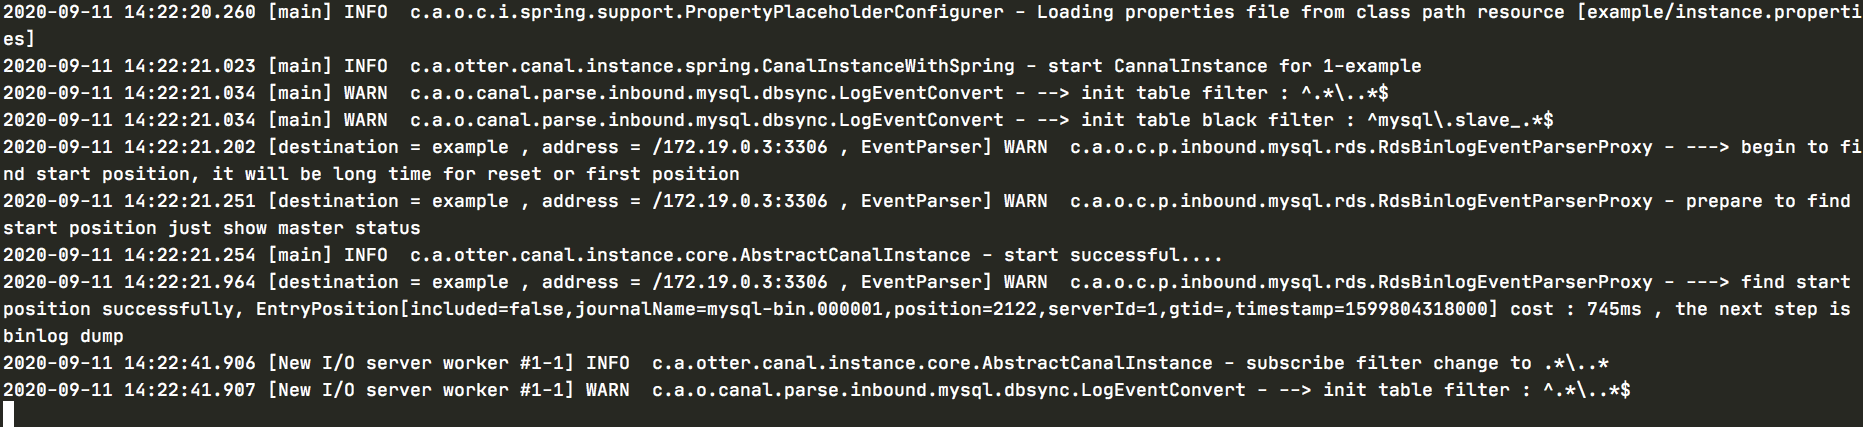 2020-09-11 14:22:20.260 [main] INFO  c.a.o.c.i.spring.support.PropertyPlaceholderConfigurer - Loading properties file from class path resource [example/instance.properti
es]
2020-09-11 14:22:21.023 [main] INFO  c.a.otter.canal.instance.spring.CanalInstanceWithSpring - start CannalInstance for 1-example
2020-09-11 14:22:21.034 [main] WARN  c.a.o.canal.parse.inbound.mysql.dbsync.LogEventConvert - --> init table filter : ^.*\..*$
2020-09-11 14:22:21.034 [main] WARN  c.a.o.canal.parse.inbound.mysql.dbsync.LogEventConvert - --> init table black filter : ^mysql\.slave_.*$
2020-09-11 14:22:21.202 [destination = example , address = /172.19.0.3:3306 , EventParser] WARN  c.a.o.c.p.inbound.mysql.rds.RdsBinlogEventParserProxy - ---> begin to fi
nd start position, it will be long time for reset or first position
2020-09-11 14:22:21.251 [destination = example , address = /172.19.0.3:3306 , EventParser] WARN  c.a.o.c.p.inbound.mysql.rds.RdsBinlogEventParserProxy - prepare to find
start position just show master status
2020-09-11 14:22:21.254 [main] INFO  c.a.otter.canal.instance.core.AbstractCanalInstance - start successful....
2020-09-11 14:22:21.964 [destination = example , address = /172.19.0.3:3306 , EventParser] WARN  c.a.o.c.p.inbound.mysql.rds.RdsBinlogEventParserProxy - ---> find start
position successfully, EntryPosition[included=false,journalName=mysql-bin.000001,position=2122,serverId=1,gtid=,timestamp=1599804318000] cost : 745ms , the next step is
binlog dump
2020-09-11 14:22:41.906 [New I/O server worker #1-1] INFO  c.a.otter.canal.instance.core.AbstractCanalInstance - subscribe filter change to .*\..*
2020-09-11 14:22:41.907 [New I/O server worker #1-1] WARN  c.a.o.canal.parse.inbound.mysql.dbsync.LogEventConvert - --> init table filter : ^.*\..*$